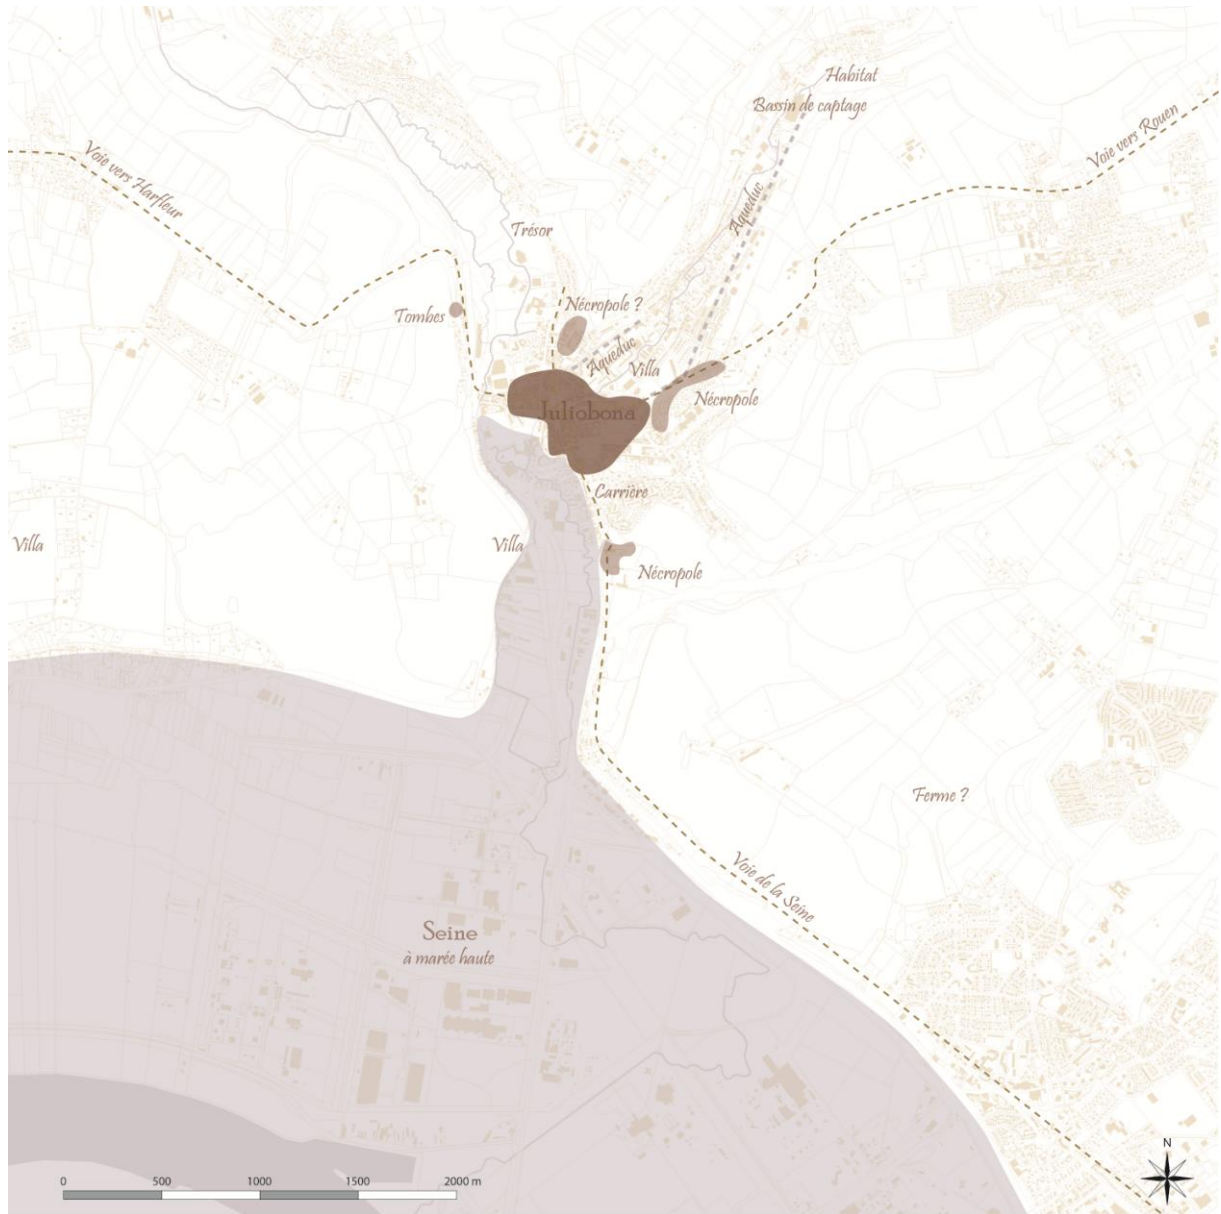 Habitat
Bassin de captage
Voie vers Rouen
Voie vers Harfleur
Aqueduc
Trésor
Nécropole ?
Tombes
Aqueduc
Villa
Nécropole
Juliobona
Carrière
Villa
Villa
Nécropole
Ferme ?
Voie de la Seine
Seine
à marée haute
N
0 500 1000 1500 2000 m